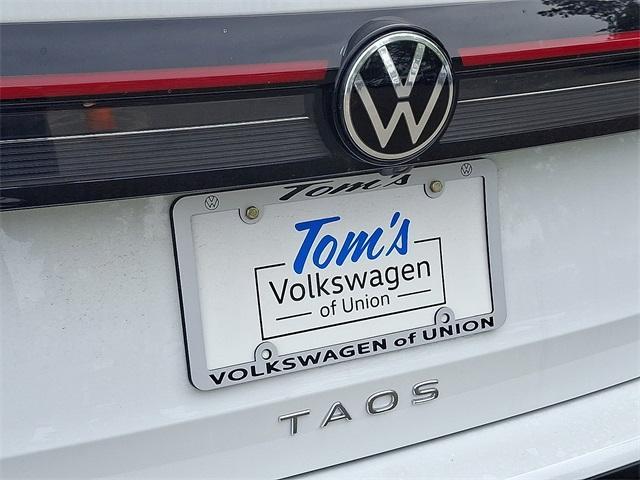 Tom's
Tom's
Volkswagen
of Union
VOLKSWAGEN of UNION
TAOS